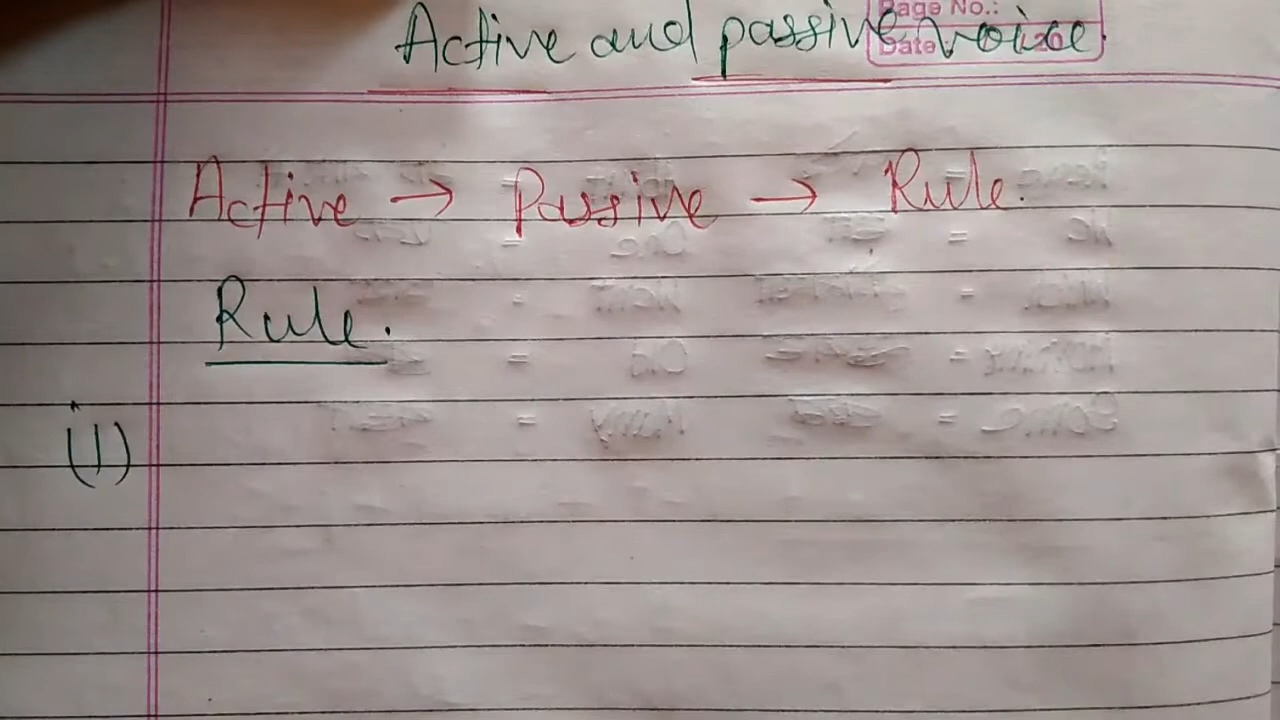 Page No.:
Active and passive voice.
Date
Active → Passive → Rule.
Rule.
(1)